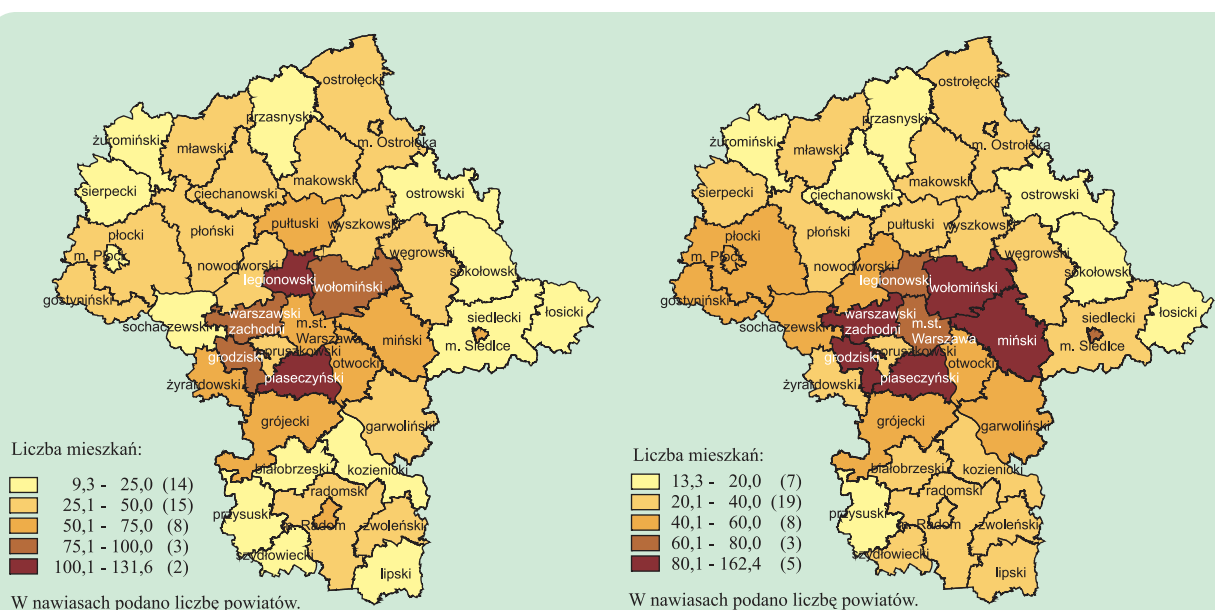 ostrołęcki
przasnyski
żuromiński
mławski
m. Ostrołęka
sierpecki
ciechanowski
makowski
ostrowski
pułtuski
wyszkowski
płocki
płoński
m. Płock
węgrowski
nowodworski
legionowski
sokołowski
wołomiński
gostyniński
sochaczewski
warszawski
zachodni
m.st.
Warszawa
siedlecki
łosicki
miński
m. Siedlce
grodziski
pruszkowski
otwocki
piaseczyński
żyrardowski
grójecki
garwoliński
białobrzeski
kozienicki
radomski
przysuski
m. Radom
zwoleński
szydłowiecki
lipski
Liczba mieszkań:
9,3 - 25,0 (14)
25,1 - 50,0 (15)
50,1 - 75,0 (8)
75,1 - 100,0 (3)
100,1 - 131,6 (2)
W nawiasach podano liczbę powiatów.
ostrołęcki
przasnyski
żuromiński
mławski
m. Ostrołęka
sierpecki
ciechanowski
makowski
ostrowski
pułtuski
wyszkowski
płocki
płoński
m. Płock
węgrowski
nowodworski
legionowski
sokołowski
wołomiński
gostyniński
sochaczewski
warszawski
zachodni
m.st.
Warszawa
siedlecki
łosicki
miński
m. Siedlce
grodziski
pruszkowski
otwocki
piaseczyński
żyrardowski
grójecki
garwoliński
białobrzeski
kozienicki
radomski
przysuski
m. Radom
zwoleński
szydłowiecki
lipski
Liczba mieszkań:
13,3 - 20,0 (7)
20,1 - 40,0 (19)
40,1 - 60,0 (8)
60,1 - 80,0 (3)
80,1 - 162,4 (5)
W nawiasach podano liczbę powiatów.